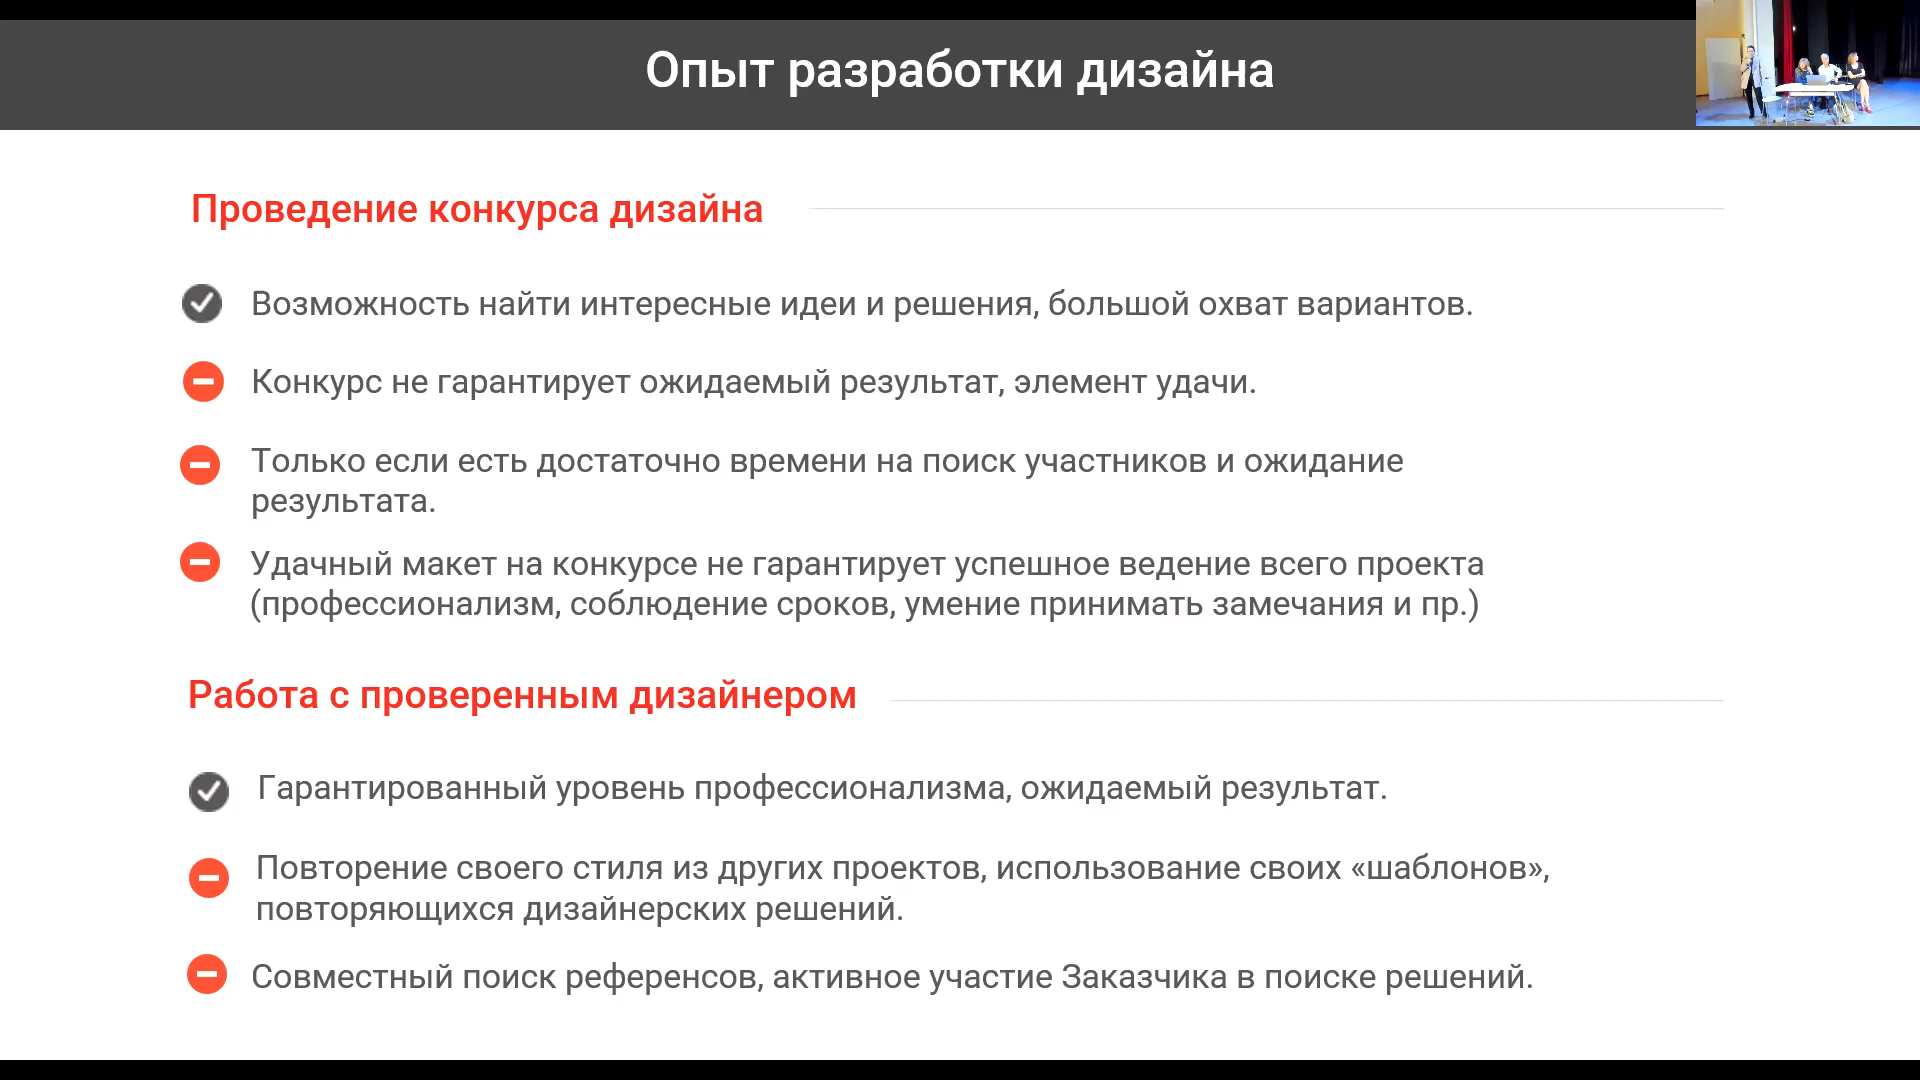 Опыт разработки дизайна
Проведение конкурса дизайна
Возможность найти интересные идеи и решения, большой охват вариантов.
Конкурс не гарантирует ожидаемый результат, элемент удачи.
Только если есть достаточно времени на поиск участников и ожидание
результата.
Удачный макет на конкурсе не гарантирует успешное ведение всего проекта
(профессионализм, соблюдение сроков, умение принимать замечания и пр.)
Работа с проверенным дизайнером
Гарантированный уровень профессионализма, ожидаемый результат.
Повторение своего стиля из других проектов, использование своих «шаблонов»,
повторяющихся дизайнерских решений.
Совместный поиск референсов, активное участие Заказчика в поиске решений.